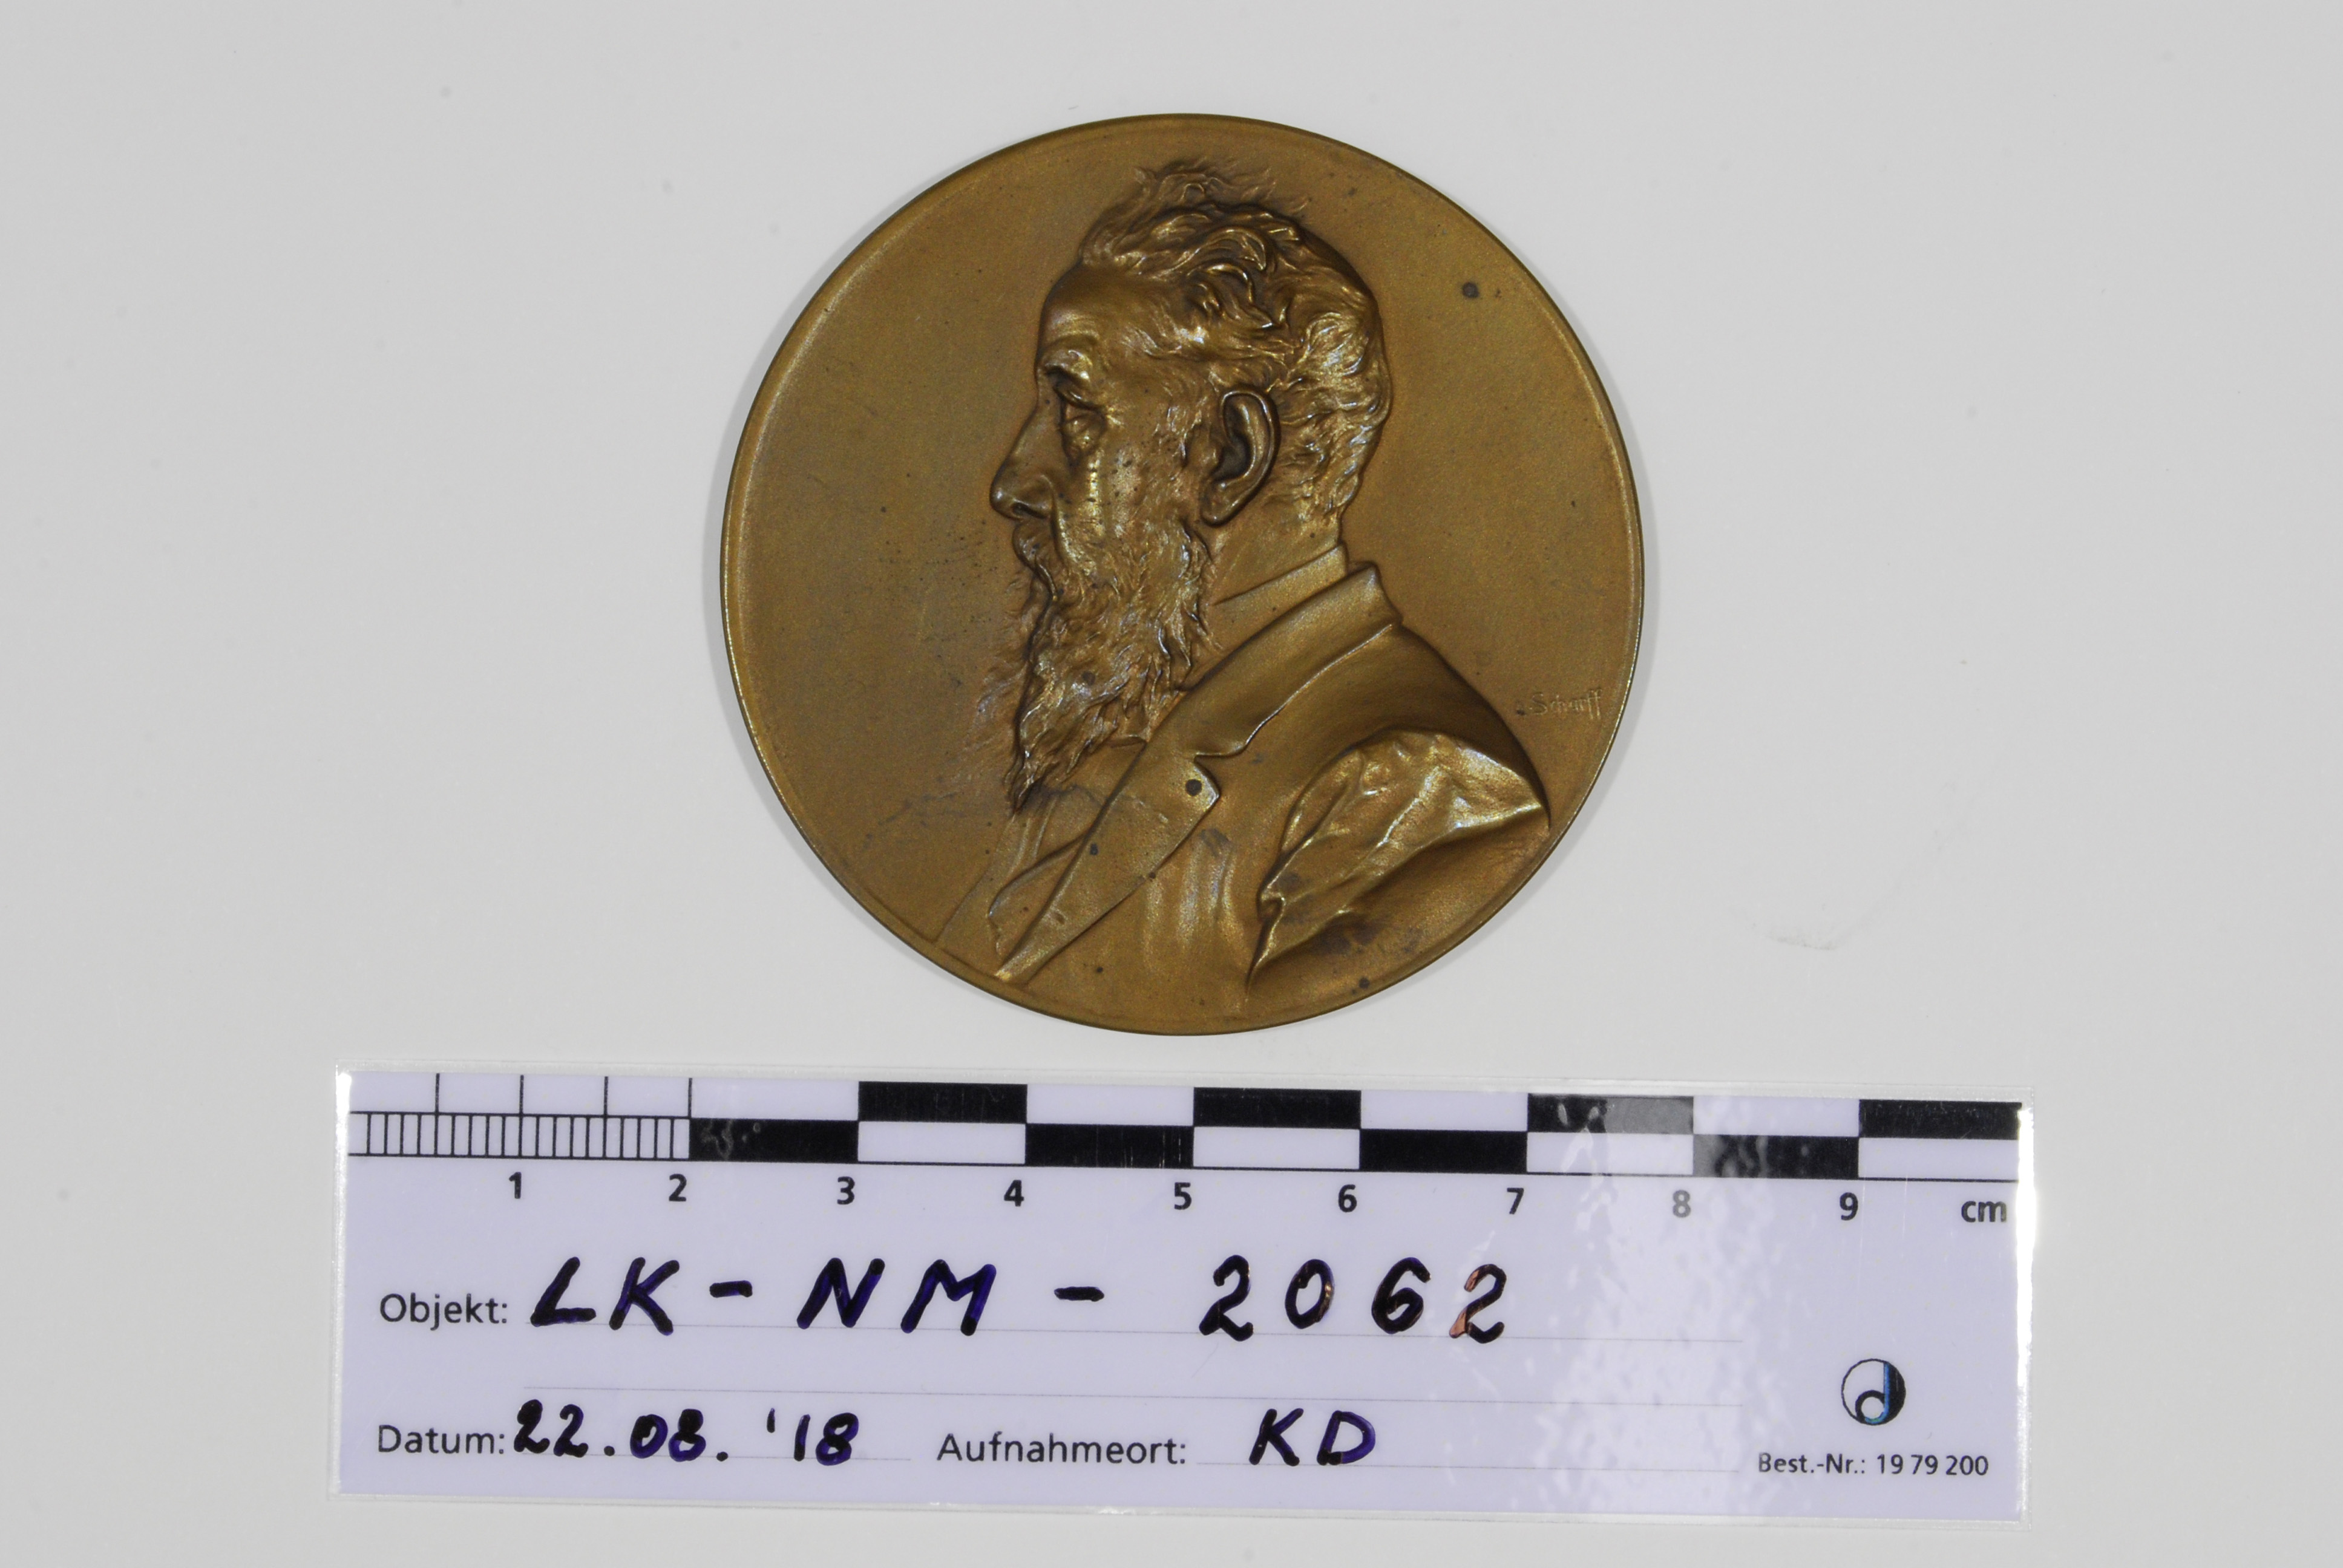 a. Scharff
1 2 3 4 5 6 7 8 9 cm
Objekt: LK-NM-2062
Datum: 22.08.'18 Aufnahmeort: KD
Best.-Nr.: 19 79 200